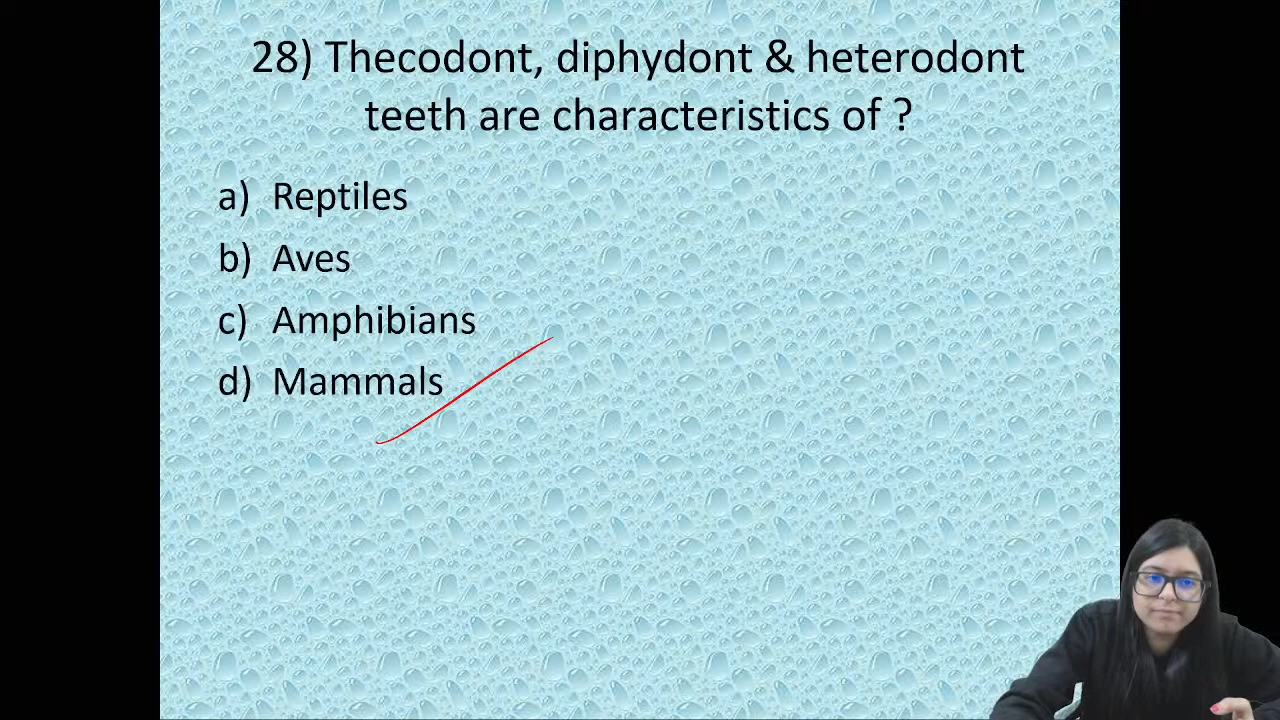 28) Thecodont, diphydont & heterodont
teeth are characteristics of ?
a) Reptiles
b) Aves
c) Amphibians
d) Mammals